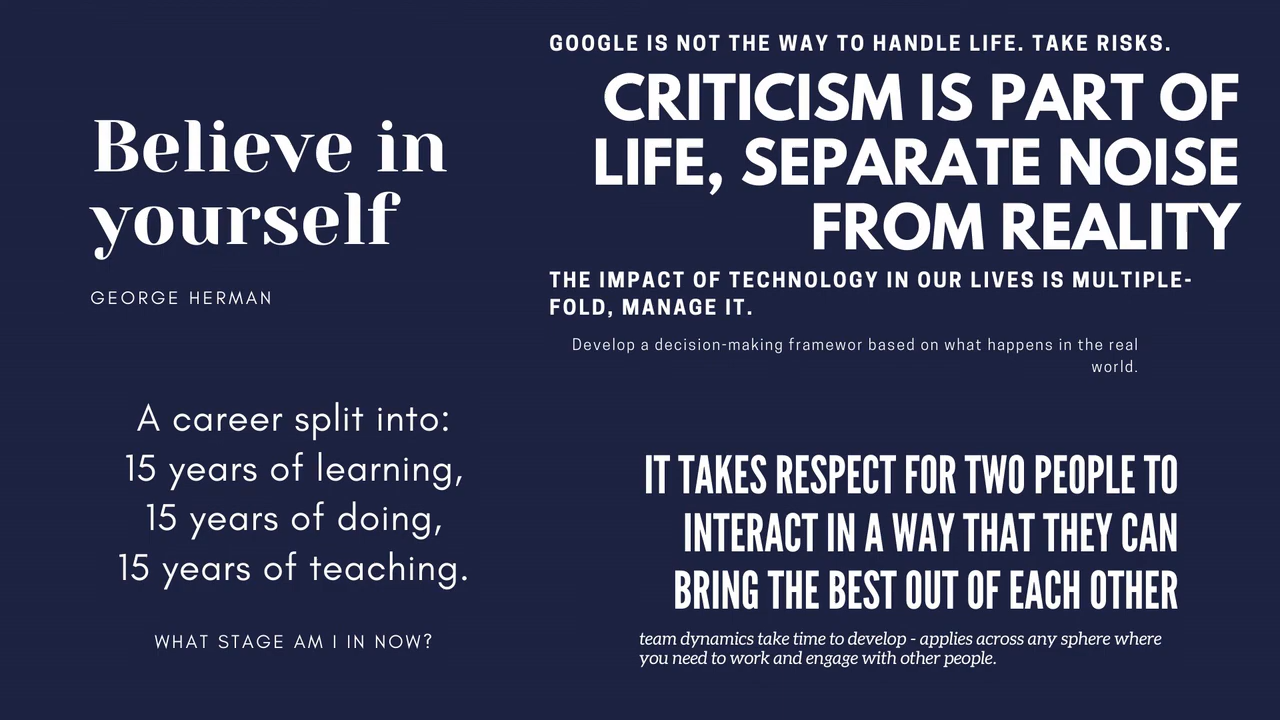 Believe in
yourself
GEORGE HERMAN
A career split into:
15 years of learning,
15 years of doing,
15 years of teaching.
WHAT STAGE AM I IN NOW?
GOOGLE IS NOT THE WAY TO HANDLE LIFE. TAKE RISKS.
CRITICISM IS PART OF
LIFE, SEPARATE NOISE
FROM REALITY
THE IMPACT OF TECHNOLOGY IN OUR LIVES IS MULTIPLE-
FOLD, MANAGE IT.
Develop a decision-making framewor based on what happens in the real
world.
IT TAKES RESPECT FOR TWO PEOPLE TO
INTERACT IN A WAY THAT THEY CAN
BRING THE BEST OUT OF EACH OTHER
team dynamics take time to develop - applies across any sphere where
you need to work and engage with other people.